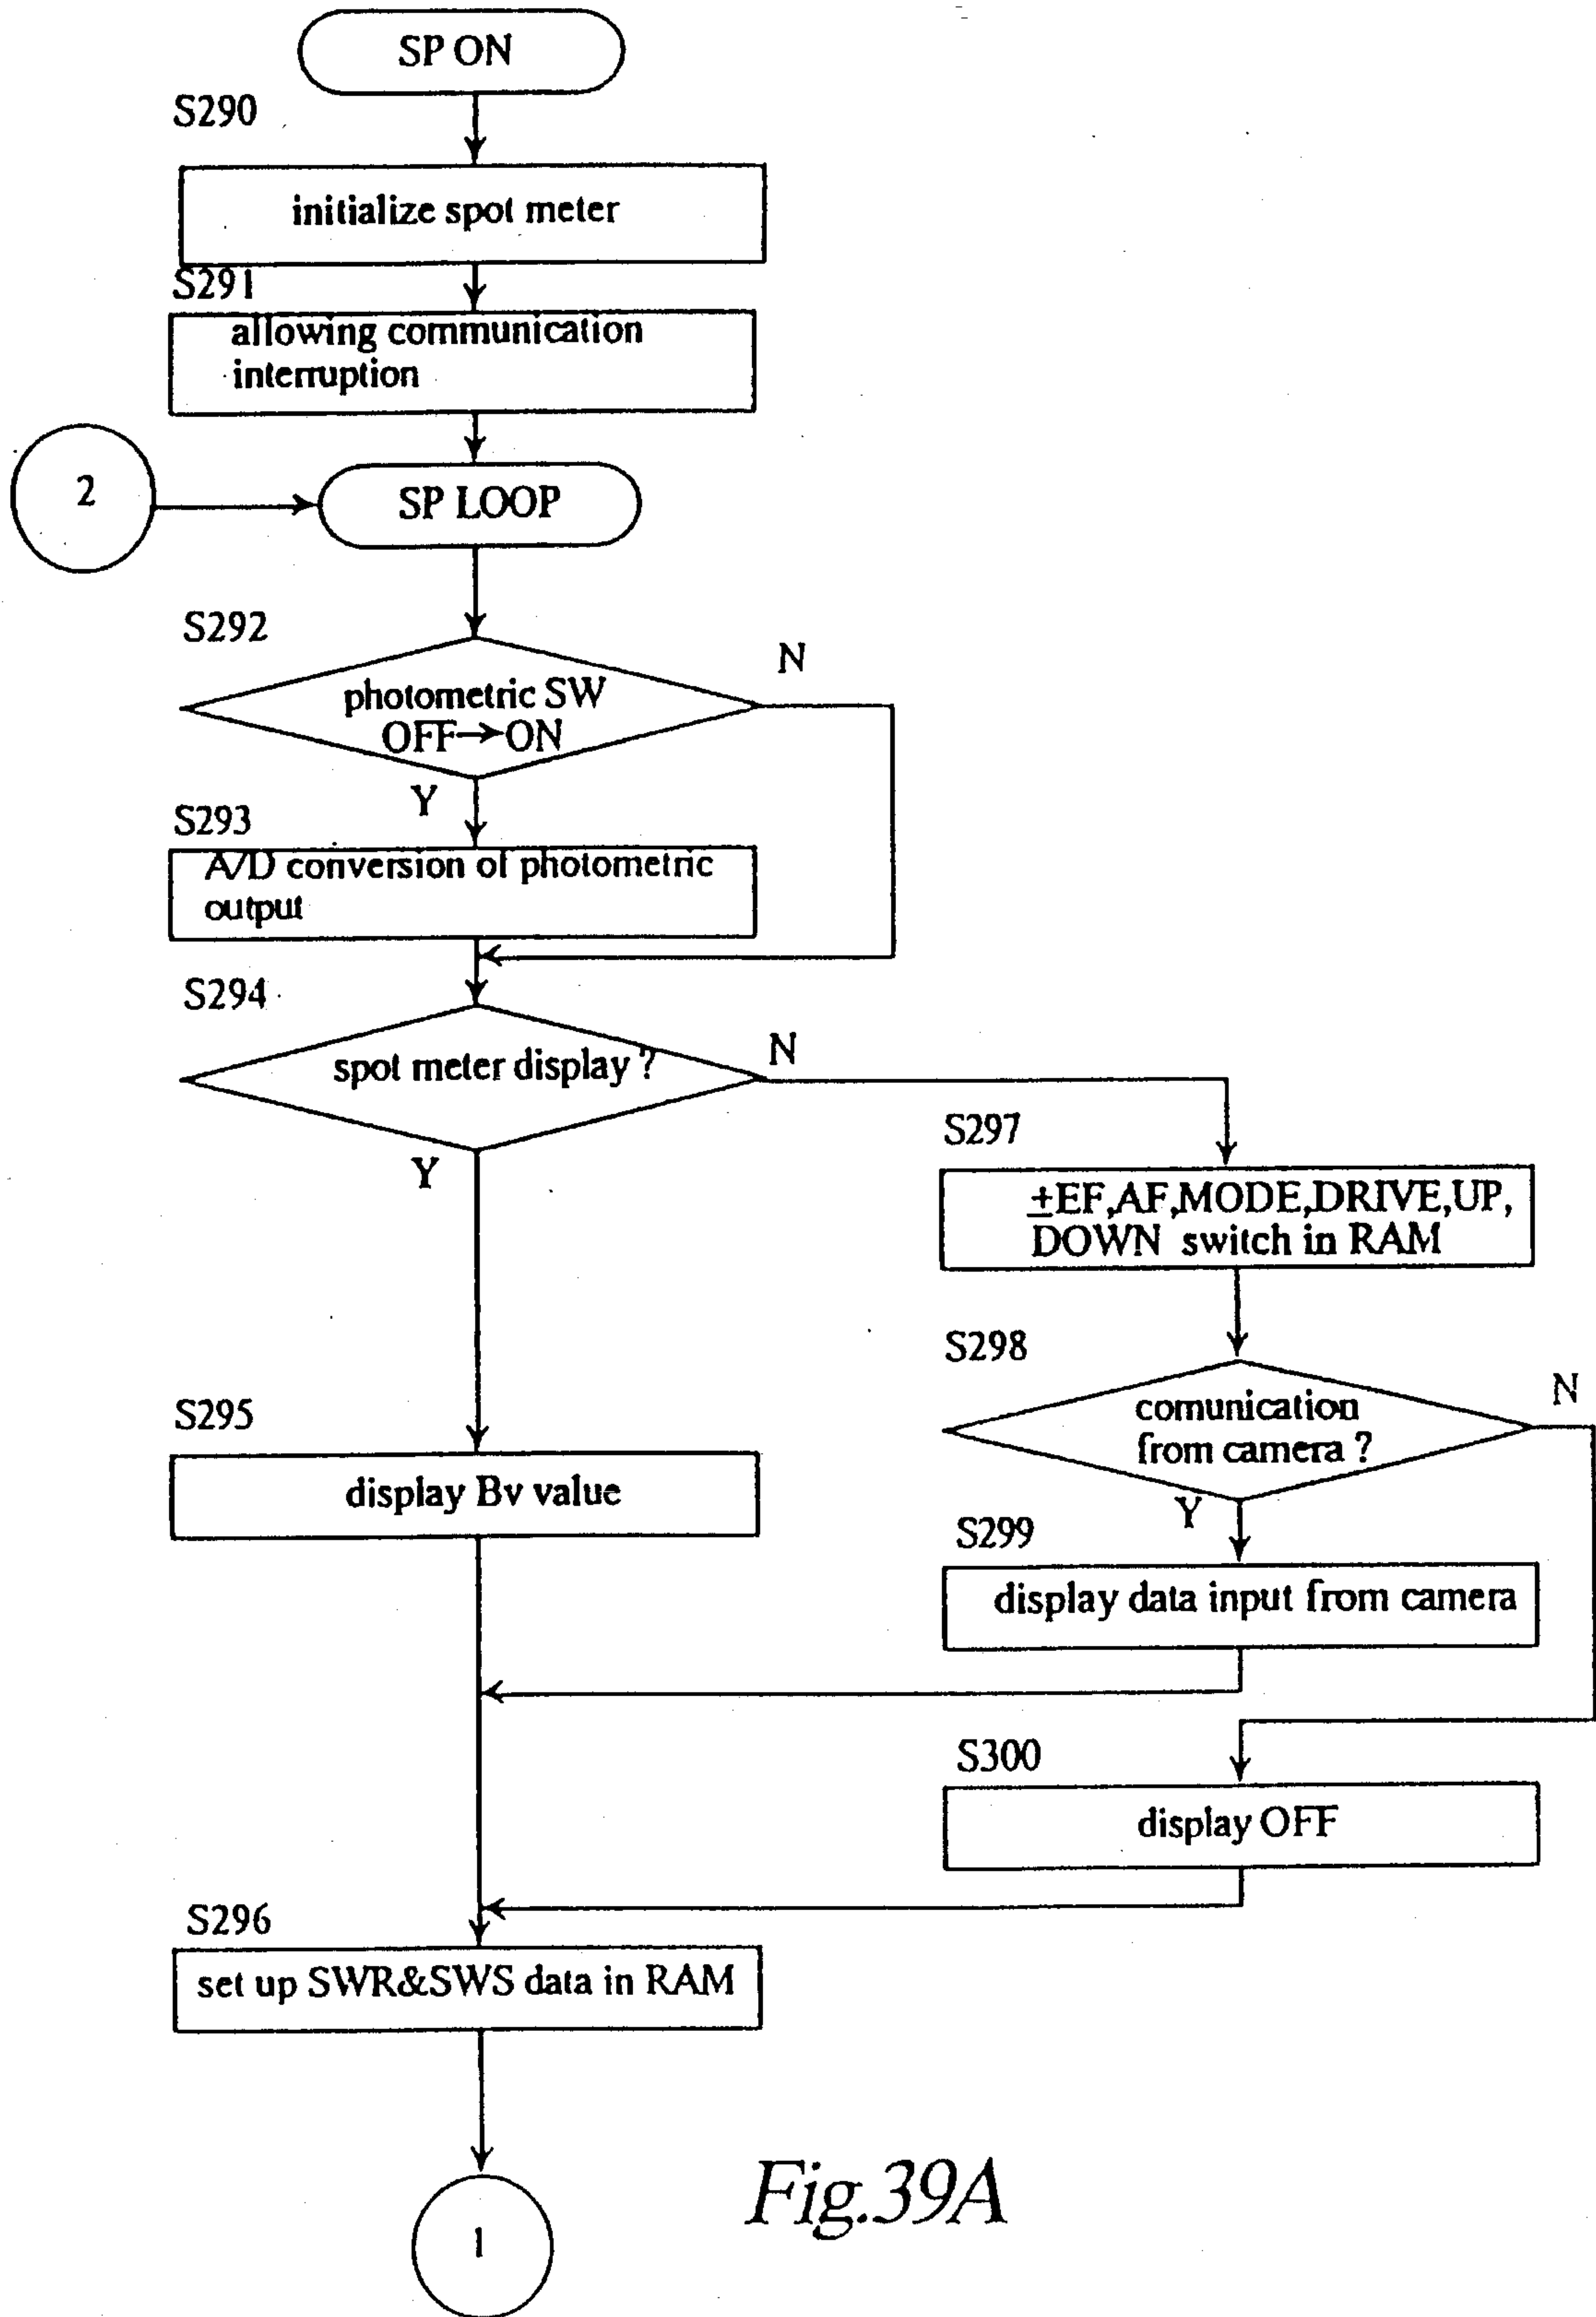 SP ON
S290
initialize spot meter
S291
allowing communication
interruption
2
SP LOOP
S292
N
photometric SW
OFF→ON
Y
S293
A/D conversion of photometric
output
S294
spot meter display ?
N
Y
S297
±EF,AF,MODE,DRIVE,UP,
DOWN switch in RAM
S298
N
comunication
from camera ?
Y
S295
display Bv value
S299
display data input from camera
S300
display OFF
S296
set up SWR&SWS data in RAM
1
Fig.39A